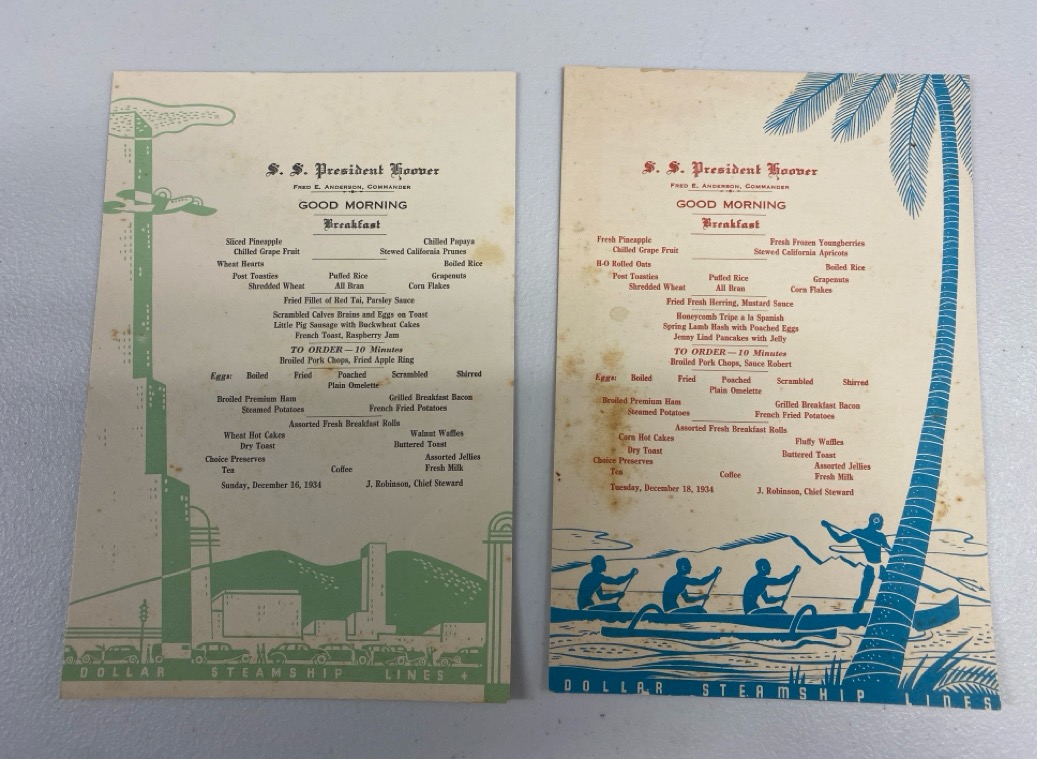 S. S. President Hoover
Fred E. Anderson, Commander
GOOD MORNING
Breakfast
Sliced Pineapple Chilled Papaya
Chilled Grape Fruit Stewed California Prunes
Wheat Hearts Boiled Rice
Post Toasties Puffed Rice Grapenuts
Shredded Wheat All Bran Corn Flakes
Fried Fillet of Red Tai, Parsley Sauce
Scrambled Calves Brains and Eggs on Toast
Little Pig Sausage with Buckwheat Cakes
French Toast, Raspberry Jam
TO ORDER—10 Minutes
Broiled Pork Chops, Fried Apple Ring
Eggs: Boiled Fried Poached Scrambled Shirred
Plain Omelette
Broiled Premium Ham Grilled Breakfast Bacon
Steamed Potatoes French Fried Potatoes
Assorted Fresh Breakfast Rolls
Wheat Hot Cakes Walnut Waffles
Dry Toast Buttered Toast
Choice Preserves Assorted Jellies
Tea Coffee Fresh Milk
Sunday, December 16, 1934 J. Robinson, Chief Steward
DOLLAR STEAMSHIP LINES
S. S. President Hoover
Fred E. Anderson, Commander
GOOD MORNING
Breakfast
Fresh Pineapple Fresh Frozen Youngberries
Chilled Grape Fruit Stewed California Apricots
H-O Rolled Oats Boiled Rice
Post Toasties Puffed Rice Grapenuts
Shredded Wheat All Bran Corn Flakes
Fried Fresh Herring, Mustard Sauce
Honeycomb Tripe a la Spanish
Spring Lamb Hash with Poached Eggs
Jenny Lind Pancakes with Jelly
TO ORDER—10 Minutes
Broiled Pork Chops, Sauce Robert
Eggs: Boiled Fried Poached Scrambled Shirred
Plain Omelette
Broiled Premium Ham Grilled Breakfast Bacon
Steamed Potatoes French Fried Potatoes
Assorted Fresh Breakfast Rolls
Corn Hot Cakes Fluffy Waffles
Dry Toast Buttered Toast
Choice Preserves Assorted Jellies
Tea Coffee Fresh Milk
Tuesday, December 18, 1934 J. Robinson, Chief Steward
DOLLAR STEAMSHIP LINES